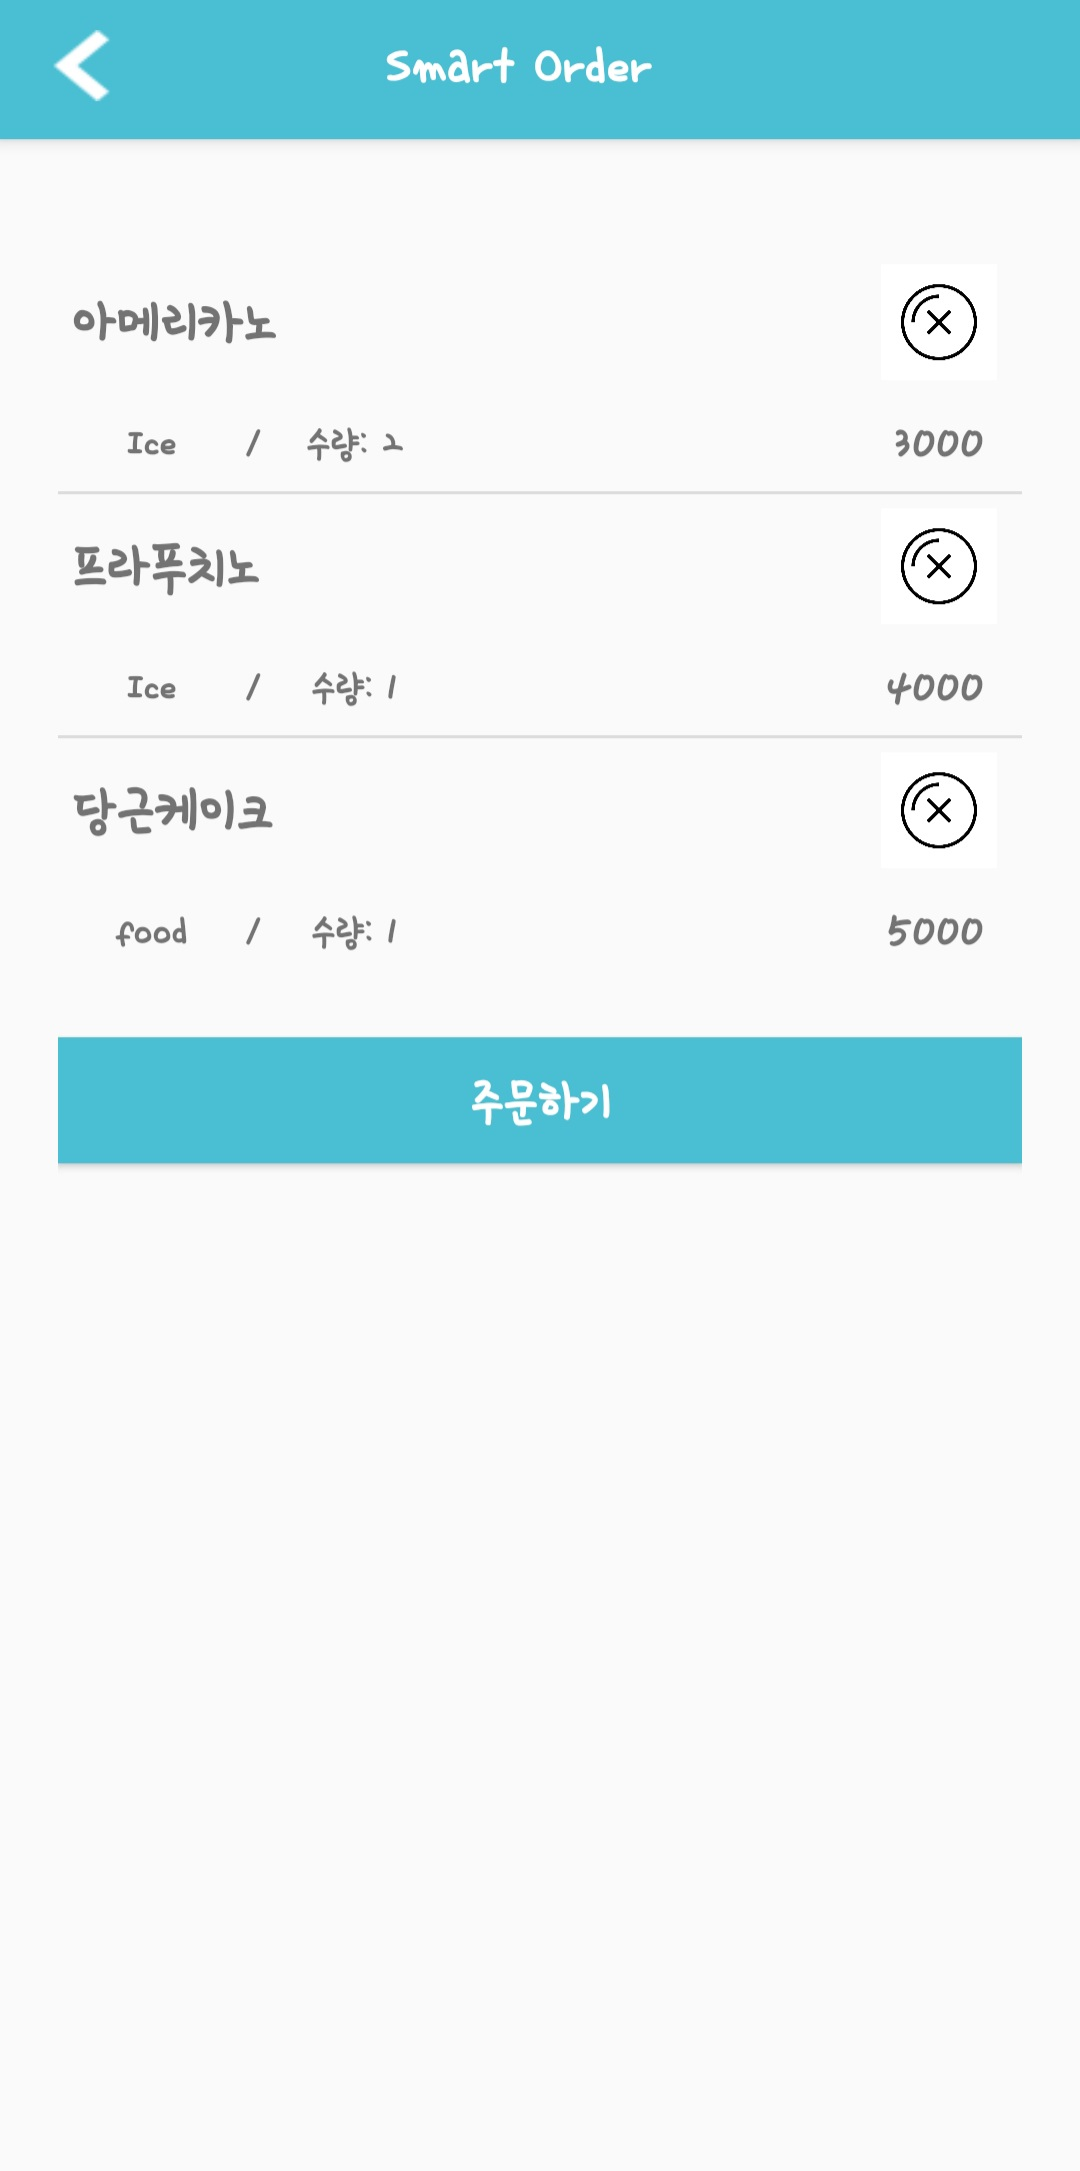 Smart Order
아메리카노
Ice / 수량: 2 3000
프라푸치노
Ice / 수량: 1 4000
당근케이크
food / 수량: 1 5000
주문하기